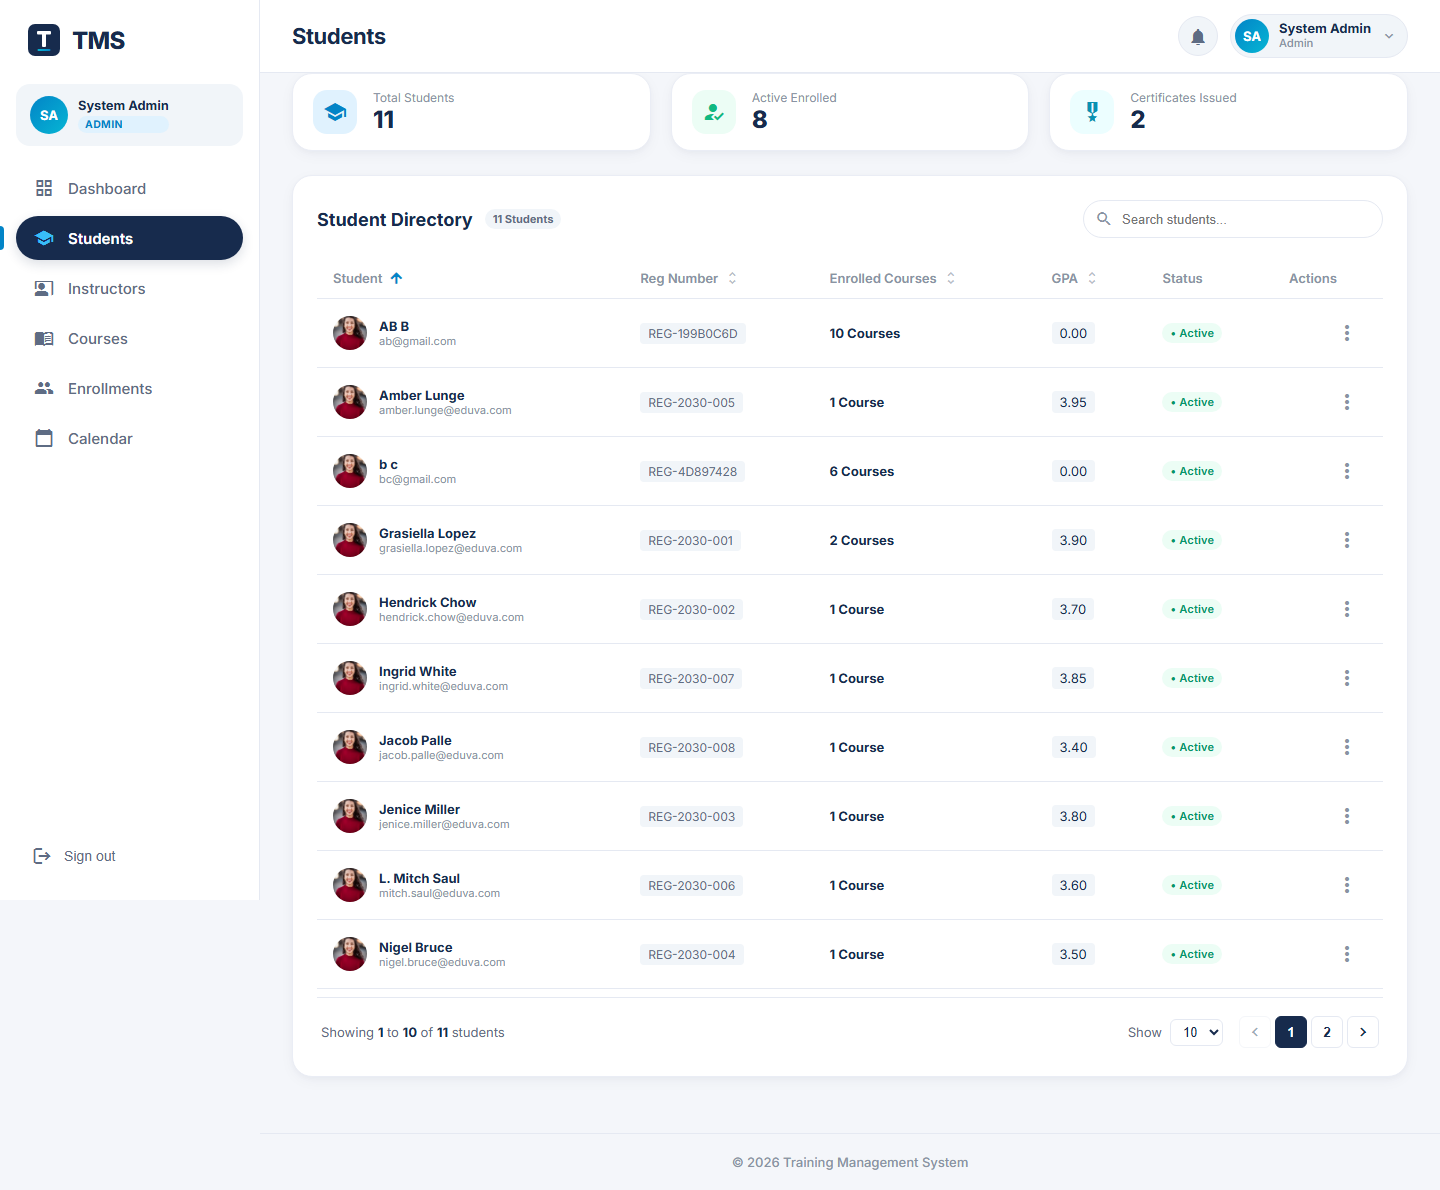 TMS
SA
System Admin
ADMIN
Dashboard
Students
Instructors
Courses
Enrollments
Calendar
Sign out
Students
SA
System Admin
Admin
Total Students
11
Active Enrolled
8
Certificates Issued
2
Student Directory 11 Students
Search students...
Student Reg Number Enrolled Courses GPA Status Actions
AB B
ab@gmail.com
REG-199B0C6D 10 Courses 0.00 • Active
Amber Lunge
amber.lunge@eduva.com
REG-2030-005 1 Course 3.95 • Active
b c
bc@gmail.com
REG-4D897428 6 Courses 0.00 • Active
Grasiella Lopez
grasiella.lopez@eduva.com
REG-2030-001 2 Courses 3.90 • Active
Hendrick Chow
hendrick.chow@eduva.com
REG-2030-002 1 Course 3.70 • Active
Ingrid White
ingrid.white@eduva.com
REG-2030-007 1 Course 3.85 • Active
Jacob Palle
jacob.palle@eduva.com
REG-2030-008 1 Course 3.40 • Active
Jenice Miller
jenice.miller@eduva.com
REG-2030-003 1 Course 3.80 • Active
L. Mitch Saul
mitch.saul@eduva.com
REG-2030-006 1 Course 3.60 • Active
Nigel Bruce
nigel.bruce@eduva.com
REG-2030-004 1 Course 3.50 • Active
Showing 1 to 10 of 11 students
Show 10 1 2
© 2026 Training Management System